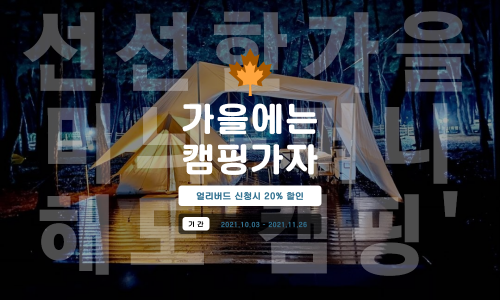 선선한가을
해도'캠핑'
가을에는
캠핑가자
얼리버드 신청시 20% 할인
기 간 2021.10.03 - 2021.11.26